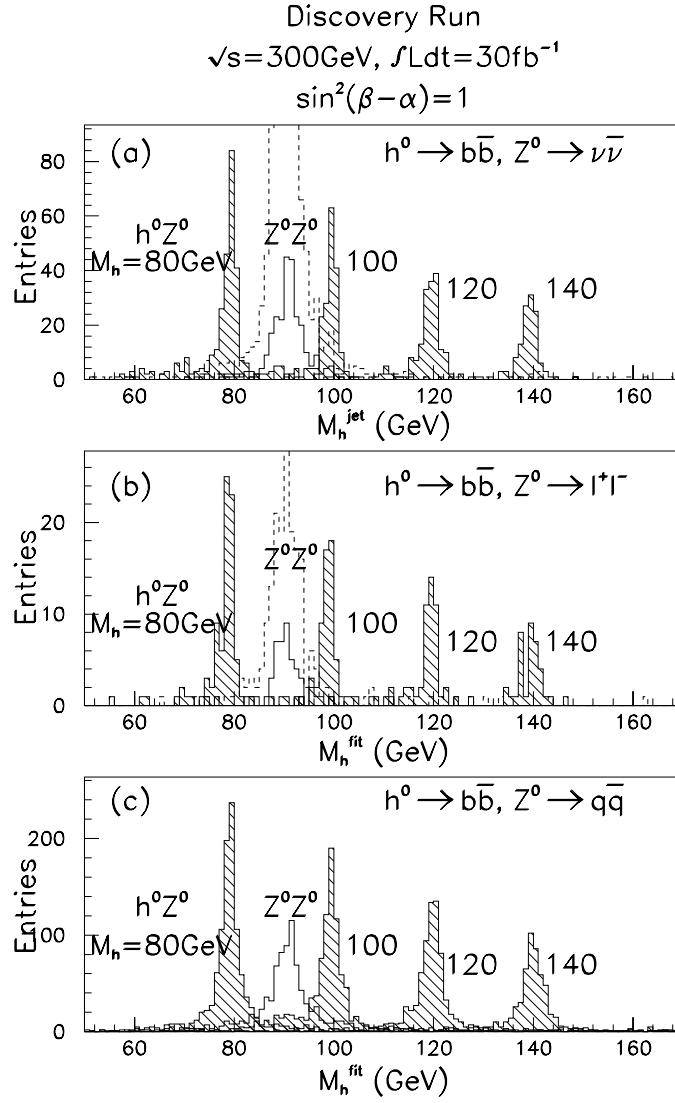 Discovery Run
√s=300GeV, ∫Ldt=30fb⁻¹
sin²(β−α)=1
(a)
h⁰→bb̅, Z⁰→νν̅
h⁰Z⁰
M_h=80GeV
Z⁰Z⁰
100
120
140
Entries
0
20
40
60
80
60 80 100 120 140 160
M_h^jet (GeV)
(b)
h⁰→bb̅, Z⁰→l⁺l⁻
h⁰Z⁰
M_h=80GeV
Z⁰Z⁰
100
120
140
Entries
0
10
20
60 80 100 120 140 160
M_h^fit (GeV)
(c)
h⁰→bb̅, Z⁰→qq̅
h⁰Z⁰
M_h=80GeV
Z⁰Z⁰
100
120
140
Entries
0
100
200
60 80 100 120 140 160
M_h^fit (GeV)